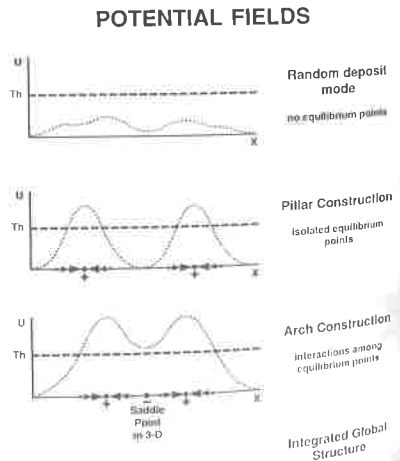 POTENTIAL FIELDS
U
Th
X
Random deposit
mode
no equilibrium points
U
Th
X
+
+
Pillar Construction
isolated equilibrium
points
U
Th
X
+
−
+
Saddle
Point
in 3-D
Arch Construction
interactions among
equilibrium points
Integrated Global
Structure